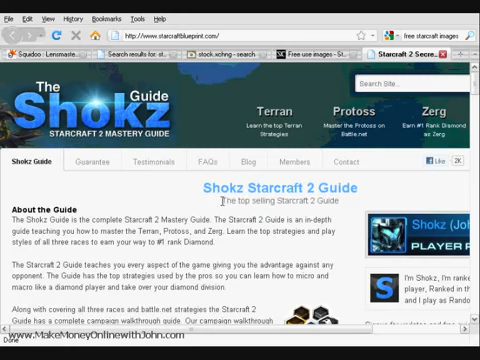 File Edit View History Bookmarks Tools Help
http://www.starcraftblueprint.com/
free starcraft images
Squidoo : Lensmaste...
Search results for: st...
stock.xchng - search...
Free use images - St...
Starcraft 2 Secre...
The
Shokz
Guide
STARCRAFT 2 MASTERY GUIDE
Search Site...
Terran
Learn the top Terran
Strategies
Protoss
Master the Protoss on
Battle.net
Zerg
Earn #1 Rank Diamond
as Zerg
Shokz Guide Guarantee Testimonials FAQs Blog Members Contact
Like 2K
Shokz Starcraft 2 Guide
The top selling Starcraft 2 Guide
About the Guide
The Shokz Guide is the complete Starcraft 2 Mastery Guide. The Starcraft 2 Guide is an in-depth
guide teaching you how to master the Terran, Protoss, and Zerg. Learn the top strategies and play
styles of all three races to earn your way to #1 rank Diamond.
The Starcraft 2 Guide teaches you every aspect of the game giving you the advantage against any
opponent. The Guide has the top strategies used by the pros so you can learn how to micro and
macro like a diamond player and take over your diamond division.
Along with covering all three races and battle.net strategies the Starcraft 2
Guide has a complete campaign walkthrough guide. Our campaign walkthrough
Shokz (Jo
PLAYER P
S
I'm Shokz, I'm ranke
player, Ranked in th
and I play as Rando
www.MakeMoneyOnlinewithJohn.com
Done